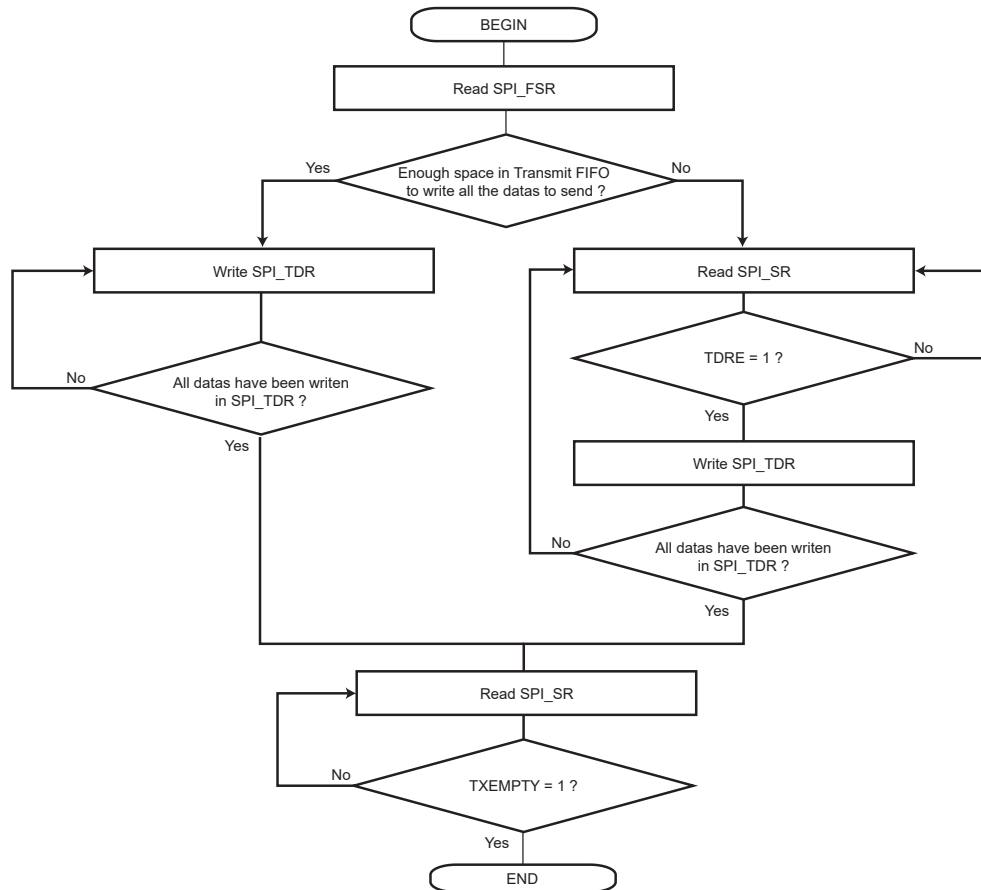 BEGIN
Read SPI_FSR
Enough space in Transmit FIFO
to write all the datas to send ?
Yes
No
Write SPI_TDR
Read SPI_SR
TDRE = 1 ?
No
All datas have been writen
in SPI_TDR ?
No
Yes
Yes
Write SPI_TDR
All datas have been writen
in SPI_TDR ?
No
Yes
Read SPI_SR
TXEMPTY = 1 ?
No
Yes
END